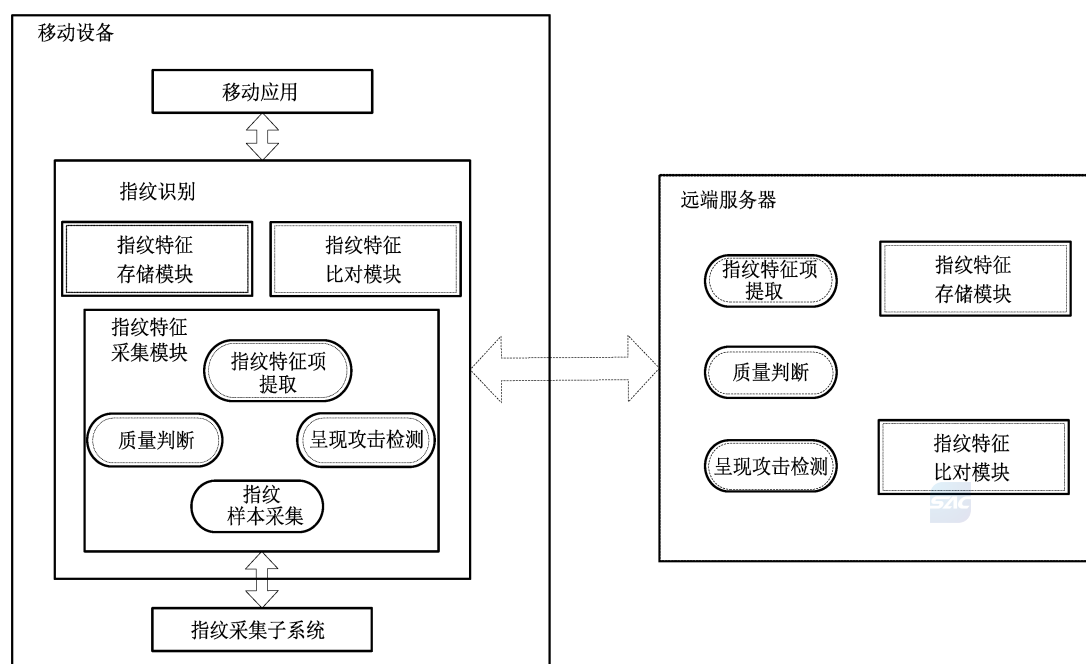 移动设备
移动应用
指纹识别
指纹特征
存储模块
指纹特征
比对模块
指纹特征
采集模块
指纹特征项
提取
质量判断
呈现攻击检测
指纹
样本采集
指纹采集子系统
远端服务器
指纹特征项
提取
指纹特征
存储模块
质量判断
呈现攻击检测
指纹特征
比对模块
SAC